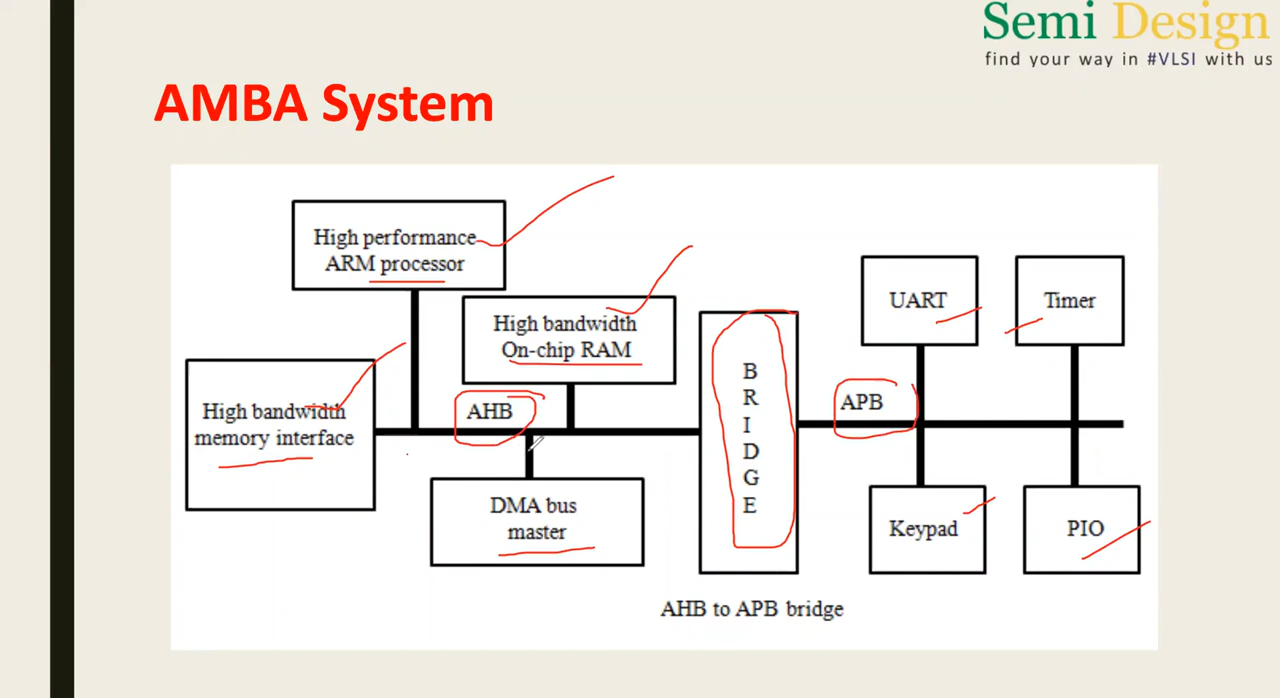 Semi Design
find your way in #VLSI with us
AMBA System
High performance
ARM processor
High bandwidth
On-chip RAM
High bandwidth
memory interface
AHB
DMA bus
master
B
R
I
D
G
E
APB
UART
Timer
Keypad
PIO
AHB to APB bridge